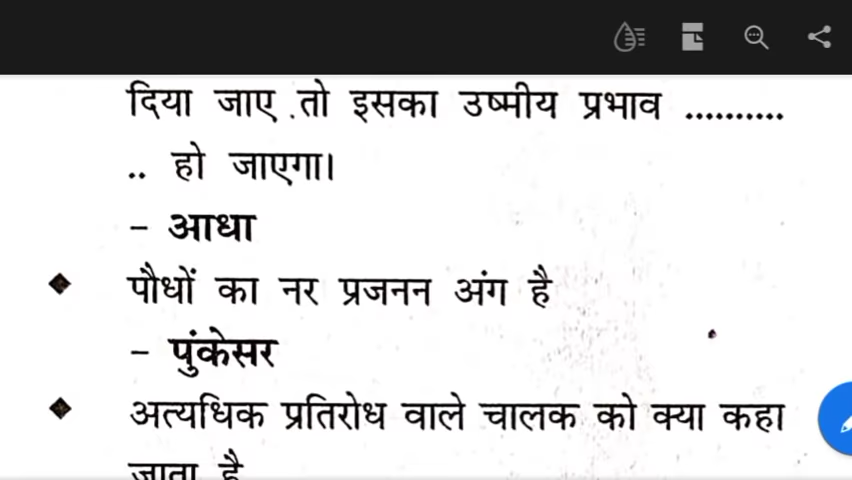 दिया जाए .तो इसका उष्मीय प्रभाव ..........
.. हो जाएगा।
– आधा
❖ पौधों का नर प्रजनन अंग है
– पुंकेसर
❖ अत्यधिक प्रतिरोध वाले चालक को क्या कहा
जाता है